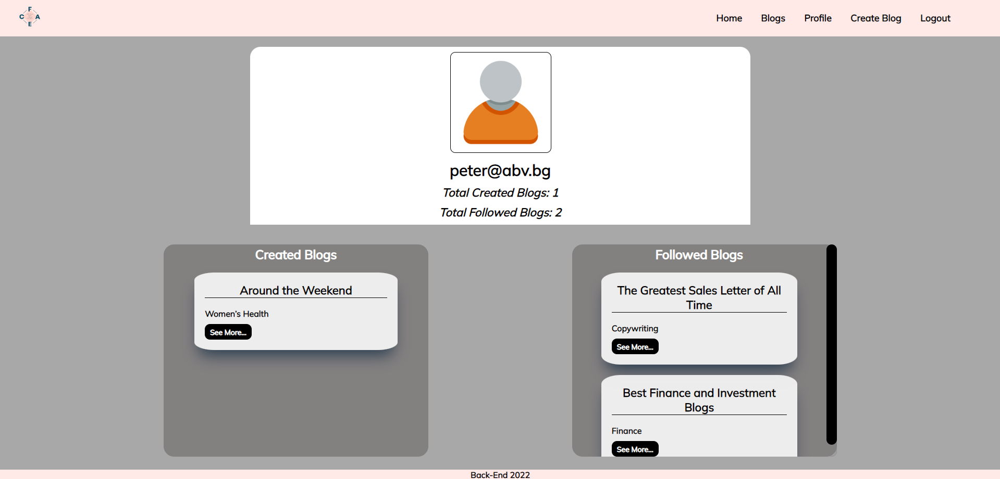 F
C A
E
Home Blogs Profile Create Blog Logout
peter@abv.bg
Total Created Blogs: 1
Total Followed Blogs: 2
Created Blogs
Around the Weekend
Women's Health
See More...
Followed Blogs
The Greatest Sales Letter of All
Time
Copywriting
See More...
Best Finance and Investment
Blogs
Finance
See More...
Back-End 2022